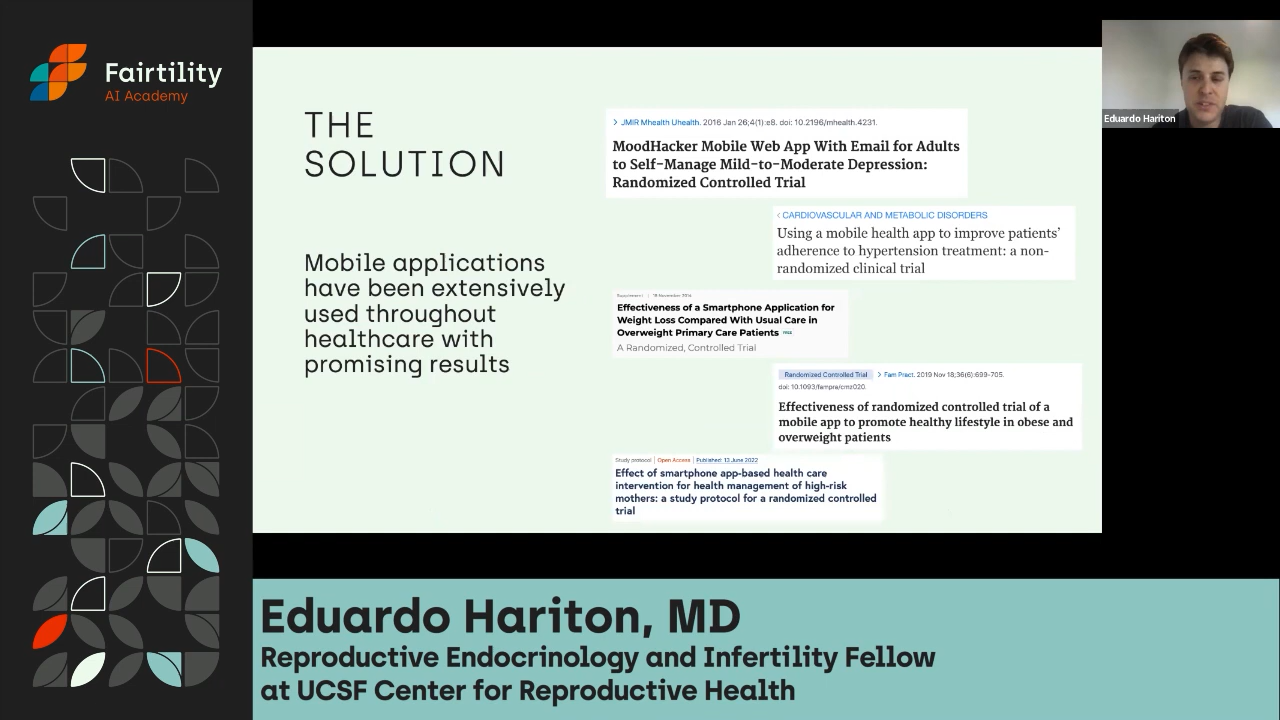 Fairtility
AI Academy
THE
SOLUTION
Mobile applications
have been extensively
used throughout
healthcare with
promising results
JMIR Mhealth Uhealth. 2016 Jan 26;4(1):e8. doi: 10.2196/mhealth.4231.
MoodHacker Mobile Web App With Email for Adults
to Self-Manage Mild-to-Moderate Depression:
Randomized Controlled Trial
‹ CARDIOVASCULAR AND METABOLIC DISORDERS
Using a mobile health app to improve patients’
adherence to hypertension treatment: a non-
randomized clinical trial
Supplement | 18 November 2014
Effectiveness of a Smartphone Application for
Weight Loss Compared With Usual Care in
Overweight Primary Care Patients FREE
A Randomized, Controlled Trial
Randomized Controlled Trial > Fam Pract. 2019 Nov 18;36(6):699-705.
doi: 10.1093/fampra/cmz020.
Effectiveness of randomized controlled trial of a
mobile app to promote healthy lifestyle in obese and
overweight patients
Study protocol | Open Access | Published: 13 June 2022
Effect of smartphone app-based health care
intervention for health management of high-risk
mothers: a study protocol for a randomized controlled
trial
Eduardo Hariton
Eduardo Hariton, MD
Reproductive Endocrinology and Infertility Fellow
at UCSF Center for Reproductive Health